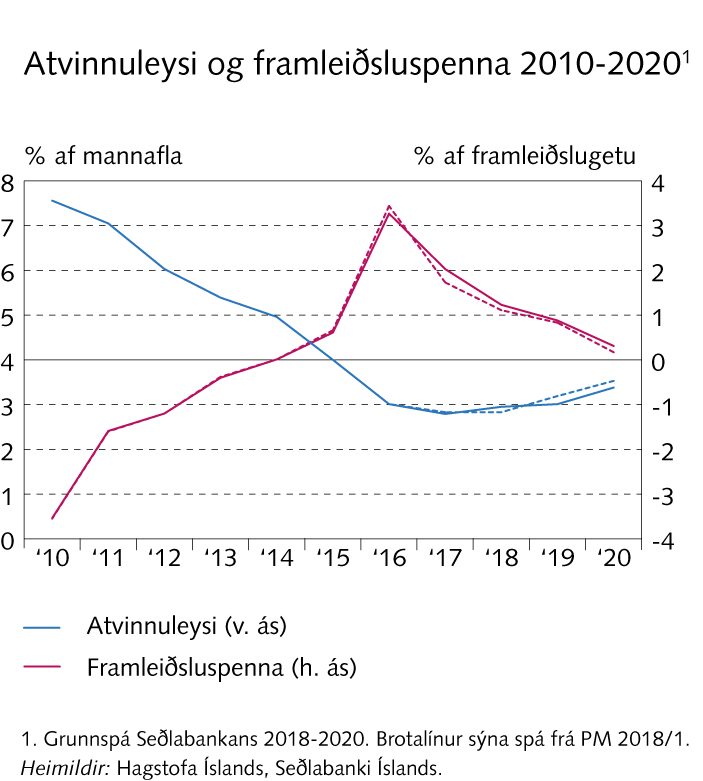 Atvinnuleysi og framleiðsluspenna 2010-2020¹
% af mannafla % af framleiðslugetu
8 4
7 3
6 2
5 1
4 0
3 -1
2 -2
1 -3
0 -4
‘10 ‘11 ‘12 ‘13 ‘14 ‘15 ‘16 ‘17 ‘18 ‘19 ‘20
Atvinnuleysi (v. ás)
Framleiðsluspenna (h. ás)
1. Grunnspá Seðlabankans 2018-2020. Brotalínur sýna spá frá PM 2018/1.
Heimildir: Hagstofa Íslands, Seðlabanki Íslands.